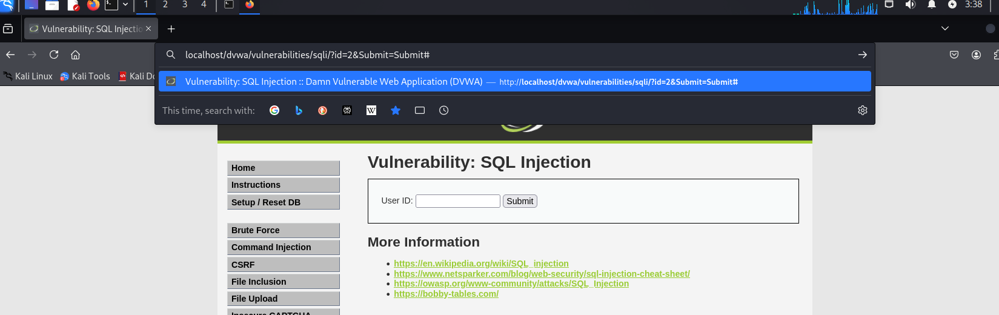 1 2 3 4 3:38
Vulnerability: SQL Injectio
localhost/dvwa/vulnerabilities/sqli/?id=2&Submit=Submit#
Kali Linux Kali Tools Kali Do
Vulnerability: SQL Injection :: Damn Vulnerable Web Application (DVWA) — http://localhost/dvwa/vulnerabilities/sqli/?id=2&Submit=Submit#
This time, search with:
Vulnerability: SQL Injection
Home
Instructions
Setup / Reset DB
Brute Force
Command Injection
CSRF
File Inclusion
File Upload
Insecure CAPTCHA
User ID: Submit
More Information
https://en.wikipedia.org/wiki/SQL_injection
https://www.netsparker.com/blog/web-security/sql-injection-cheat-sheet/
https://owasp.org/www-community/attacks/SQL_Injection
https://bobby-tables.com/